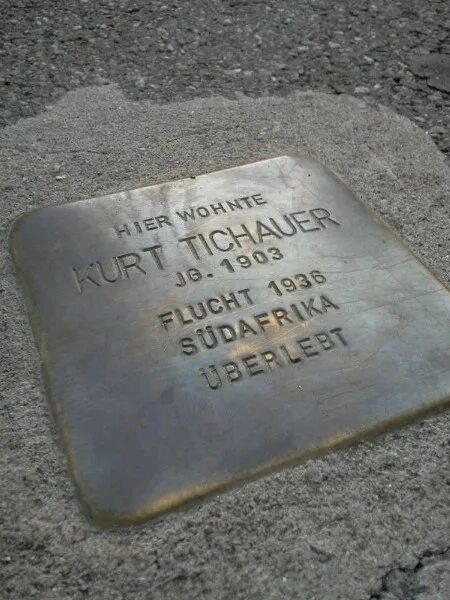 HIER WOHNTE
KURT TICHAUER
JG. 1903
FLUCHT 1936
SÜDAFRIKA
ÜBERLEBT